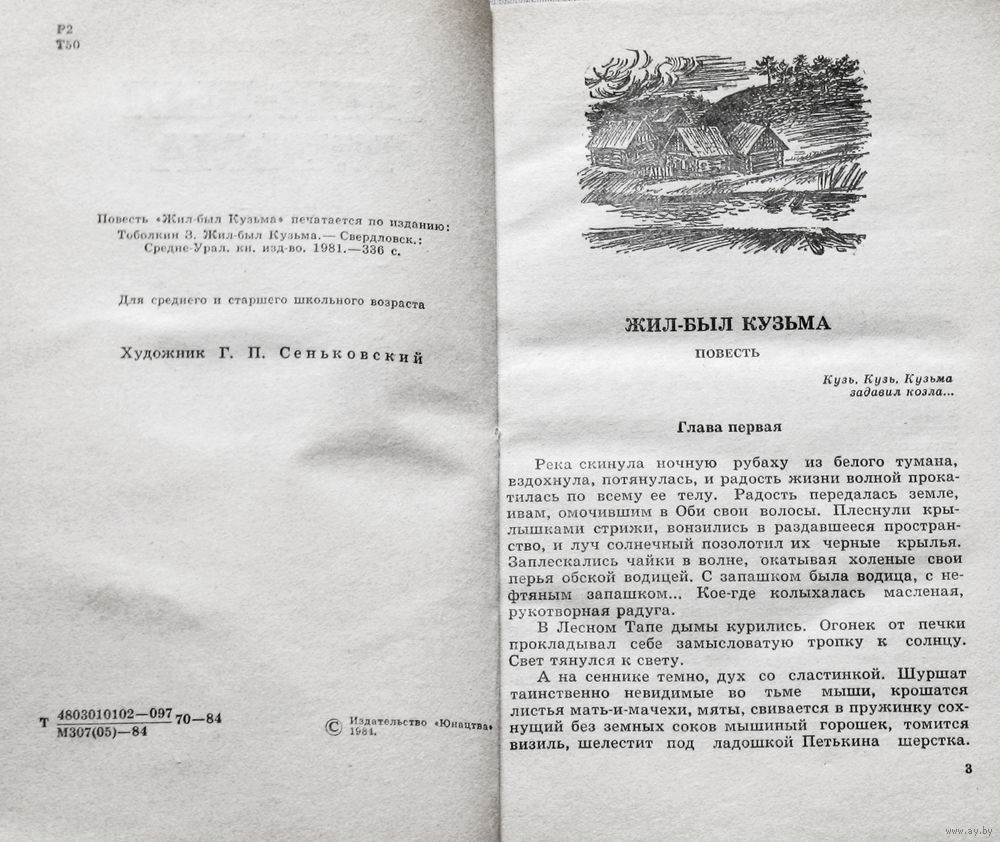 Р2
Т50
Повесть «Жил-был Кузьма» печатается по изданию:
Тоболкин З. Жил-был Кузьма.— Свердловск.:
Средне-Урал. кн. изд-во. 1981.—336 с.
Для среднего и старшего школьного возраста
Художник Г. П. Сеньковский
Т 4803010102—097 70—84
М307(05)—84
© Издательство «Юнацтва»
1984.
ЖИЛ-БЫЛ КУЗЬМА
ПОВЕСТЬ
Кузь, Кузь, Кузьма
задавил козла...
Глава первая
Река скинула ночную рубаху из белого тумана,
вздохнула, потянулась, и радость жизни волной прока-
тилась по всему ее телу. Радость передалась земле,
ивам, омочившим в Оби свои волосы. Плеснули кры-
лышками стрижи, вонзились в раздавшееся простран-
ство, и луч солнечный позолотил их черные крылья.
Заплескались чайки в волне, окатывая холеные свои
перья обской водицей. С запашком была водица, с не-
фтяным запашком... Кое-где колыхалась масленая,
рукотворная радуга.
В Лесном Тапе дымы курились. Огонек от печки
прокладывал себе замысловатую тропку к солнцу.
Свет тянулся к свету.
А на сеннике темно, дух со сластинкой. Шуршат
таинственно невидимые во тьме мыши, крошатся
листья мать-и-мачехи, мяты, свивается в пружинку сох-
нущий без земных соков мышиный горошек, томится
визиль, шелестит под ладошкой Петькина шерстка.
3
www.ay.by